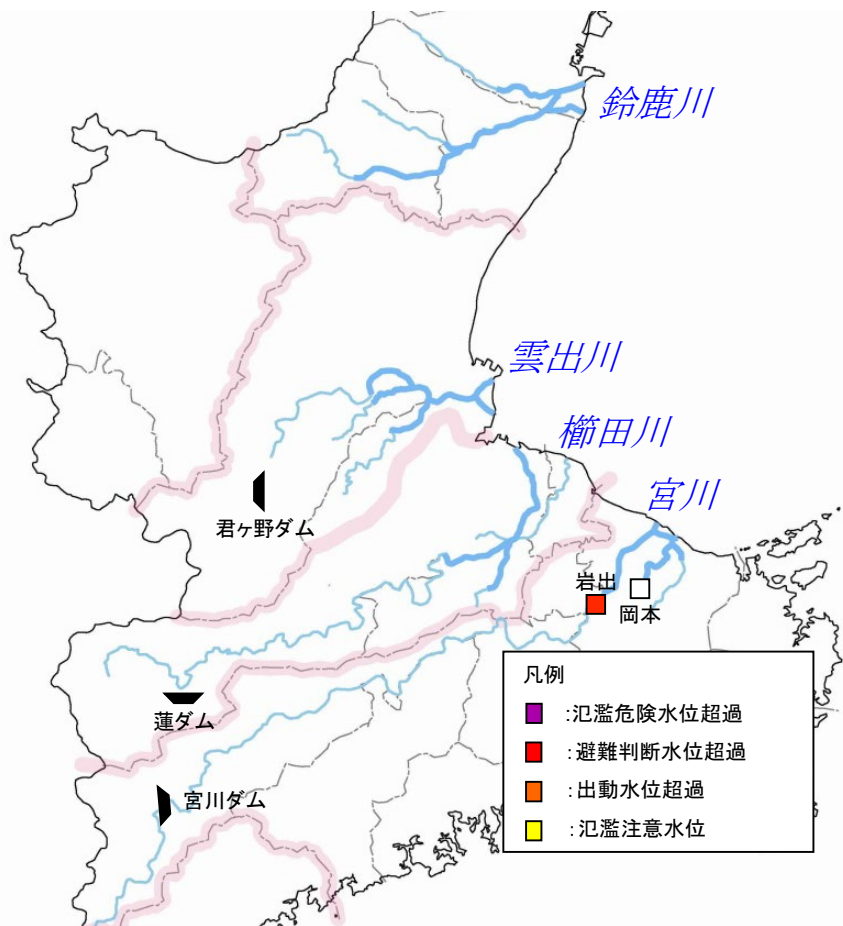 鈴鹿川
雲出川
櫛田川
宮川
君ヶ野ダム
岩出
岡本
蓮ダム
宮川ダム
凡例
:氾濫危険水位超過
:避難判断水位超過
:出動水位超過
:氾濫注意水位